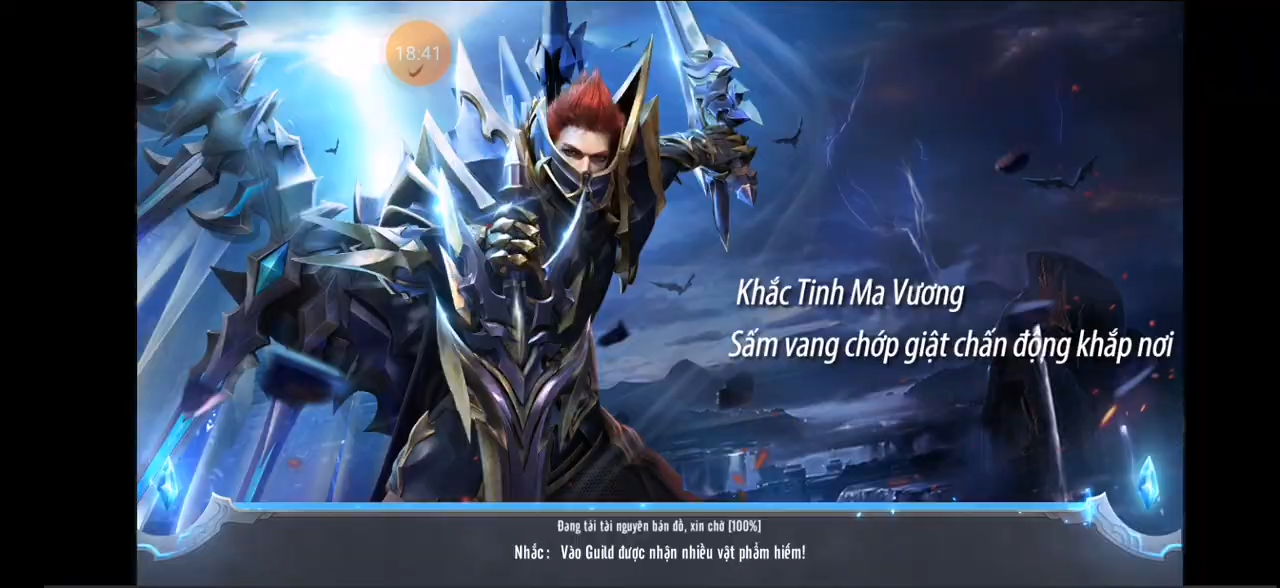 18:41
Khắc Tinh Ma Vương
Sấm vang chớp giật chấn động khắp nơi
Đang tải tài nguyên bản đồ, xin chờ [100%]
Nhắc: Vào Guild được nhận nhiều vật phẩm hiếm!